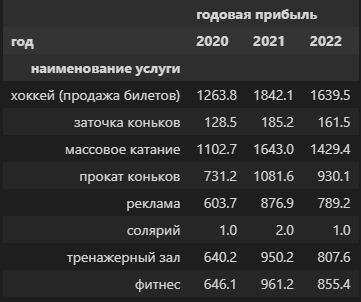 годовая прибыль
год 2020 2021 2022
наименование услуги
хоккей (продажа билетов) 1263.8 1842.1 1639.5
заточка коньков 128.5 185.2 161.5
массовое катание 1102.7 1643.0 1429.4
прокат коньков 731.2 1081.6 930.1
реклама 603.7 876.9 789.2
солярий 1.0 2.0 1.0
тренажерный зал 640.2 950.2 807.6
фитнес 646.1 961.2 855.4